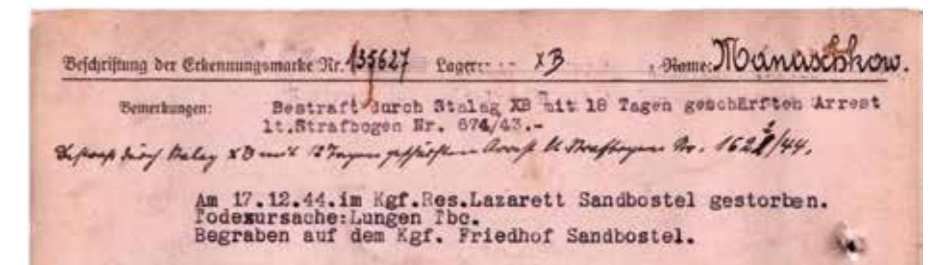 Beschriftung der Erkennungsmarke Nr. 135627 Lager: XB Name: Manaschkow.
Bemerkungen: Bestraft durch Stalag XB mit 18 Tagen geschärften Arrest
lt.Strafbogen Nr. 674/43.-
Bestraft durch Stalag XB mit 12 Tagen geschärften Arrest lt Strafbogen Nr. 1622/44.
Am 17.12.44.im Kgf.Res.Lazarett Sandbostel gestorben.
Todesursache:Lungen Tbc.
Begraben auf dem Kgf. Friedhof Sandbostel.